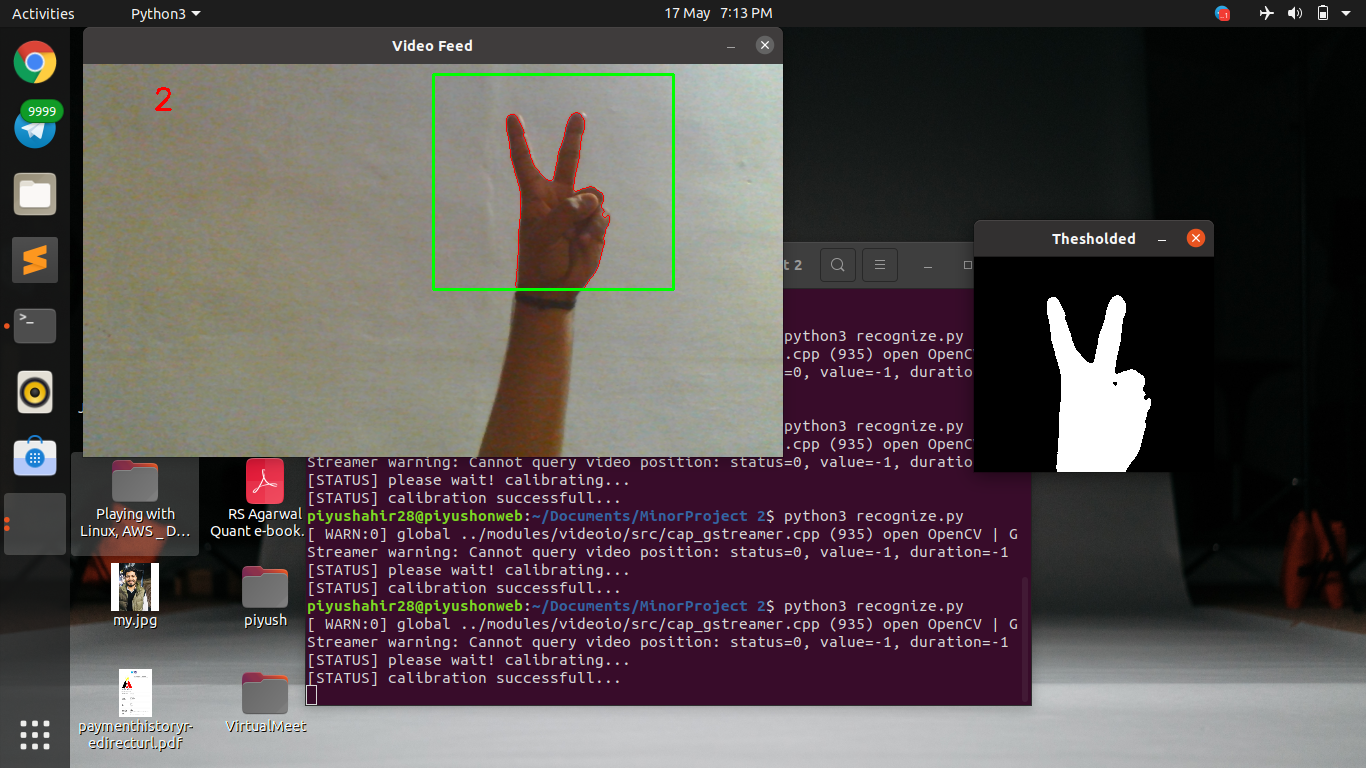 Activities
Python3
17 May 7:13 PM
Video Feed
2
9999
Thesholded
t 2
python3 recognize.py
.cpp (935) open OpenCV
=0, value=-1, duration
python3 recognize.py
.cpp (935) open OpenCV
Streamer warning: Cannot query video position: status=0, value=-1, duration
[STATUS] please wait! calibrating...
[STATUS] calibration successfull...
piyushahir28@piyushonweb:~/Documents/MinorProject 2$ python3 recognize.py
[ WARN:0] global ../modules/videoio/src/cap_gstreamer.cpp (935) open OpenCV | G
Streamer warning: Cannot query video position: status=0, value=-1, duration=-1
[STATUS] please wait! calibrating...
[STATUS] calibration successfull...
piyushahir28@piyushonweb:~/Documents/MinorProject 2$ python3 recognize.py
[ WARN:0] global ../modules/videoio/src/cap_gstreamer.cpp (935) open OpenCV | G
Streamer warning: Cannot query video position: status=0, value=-1, duration=-1
[STATUS] please wait! calibrating...
[STATUS] calibration successfull...
Playing with
Linux, AWS _ D...
RS Agarwal
Quant e-book.
my.jpg
piyush
paymenthistoryr-
edirecturl.pdf
VirtualMeet